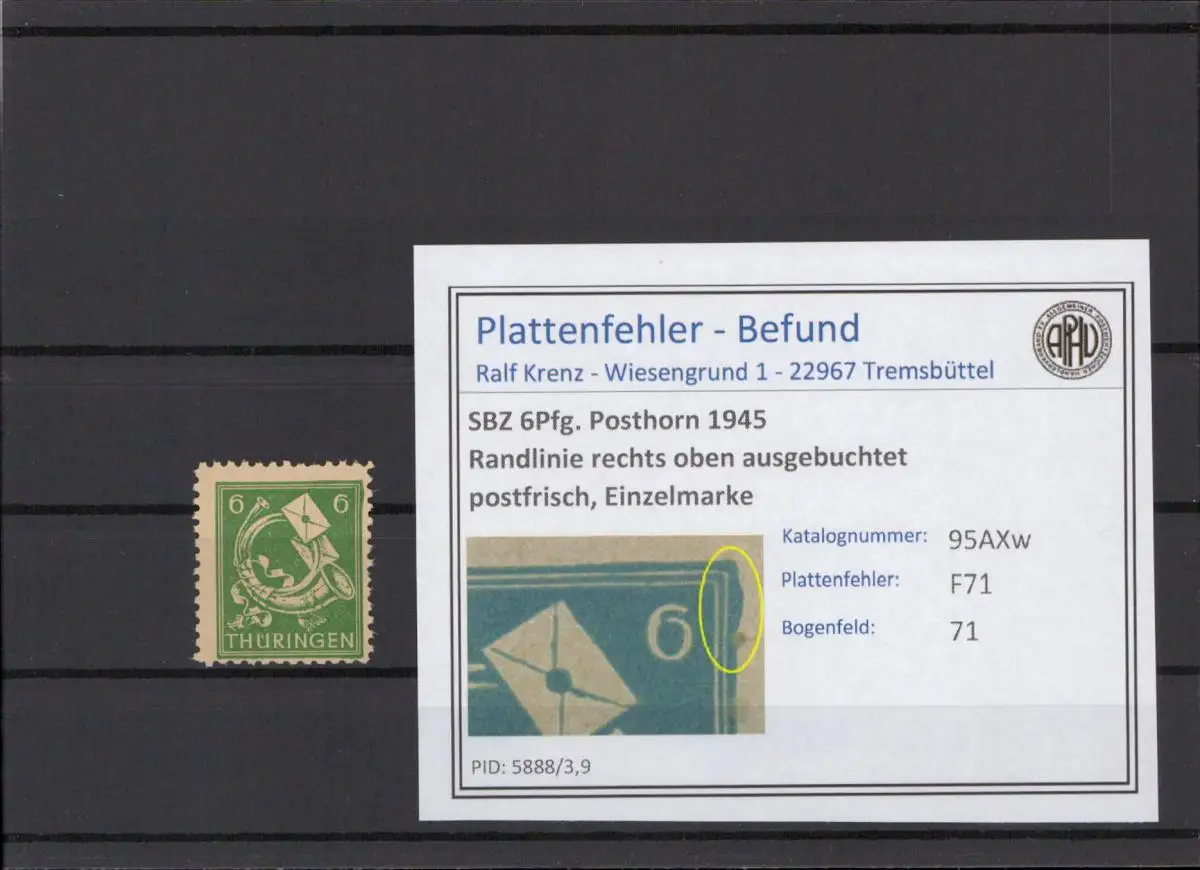 6 6
THÜRINGEN
Plattenfehler - Befund
Ralf Krenz - Wiesengrund 1 - 22967 Tremsbüttel
APHV
SBZ 6Pfg. Posthorn 1945
Randlinie rechts oben ausgebuchtet
postfrisch, Einzelmarke
6
Katalognummer: 95AXw
Plattenfehler: F71
Bogenfeld: 71
PID: 5888/3,9